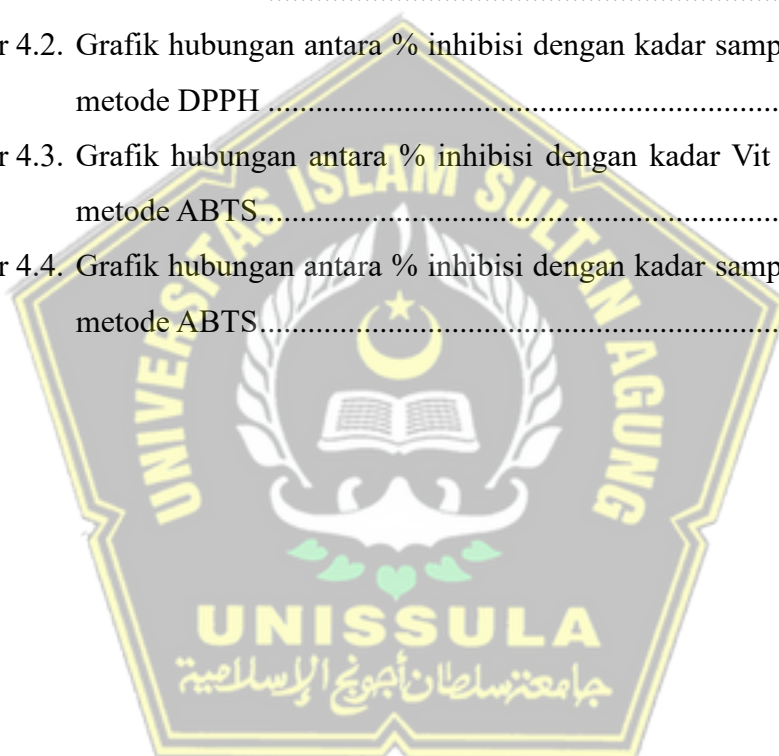 r 4.2. Grafik hubungan antara % inhibisi dengan kadar samp
metode DPPH ..........................................................
r 4.3. Grafik hubungan antara % inhibisi dengan kadar Vit
metode ABTS..........................................................
r 4.4. Grafik hubungan antara % inhibisi dengan kadar samp
metode ABTS..........................................................
UNIVERSITAS ISLAM SULTAN AGUNG
UNISSULA
جامعة سلطان أجونج الإسلامية